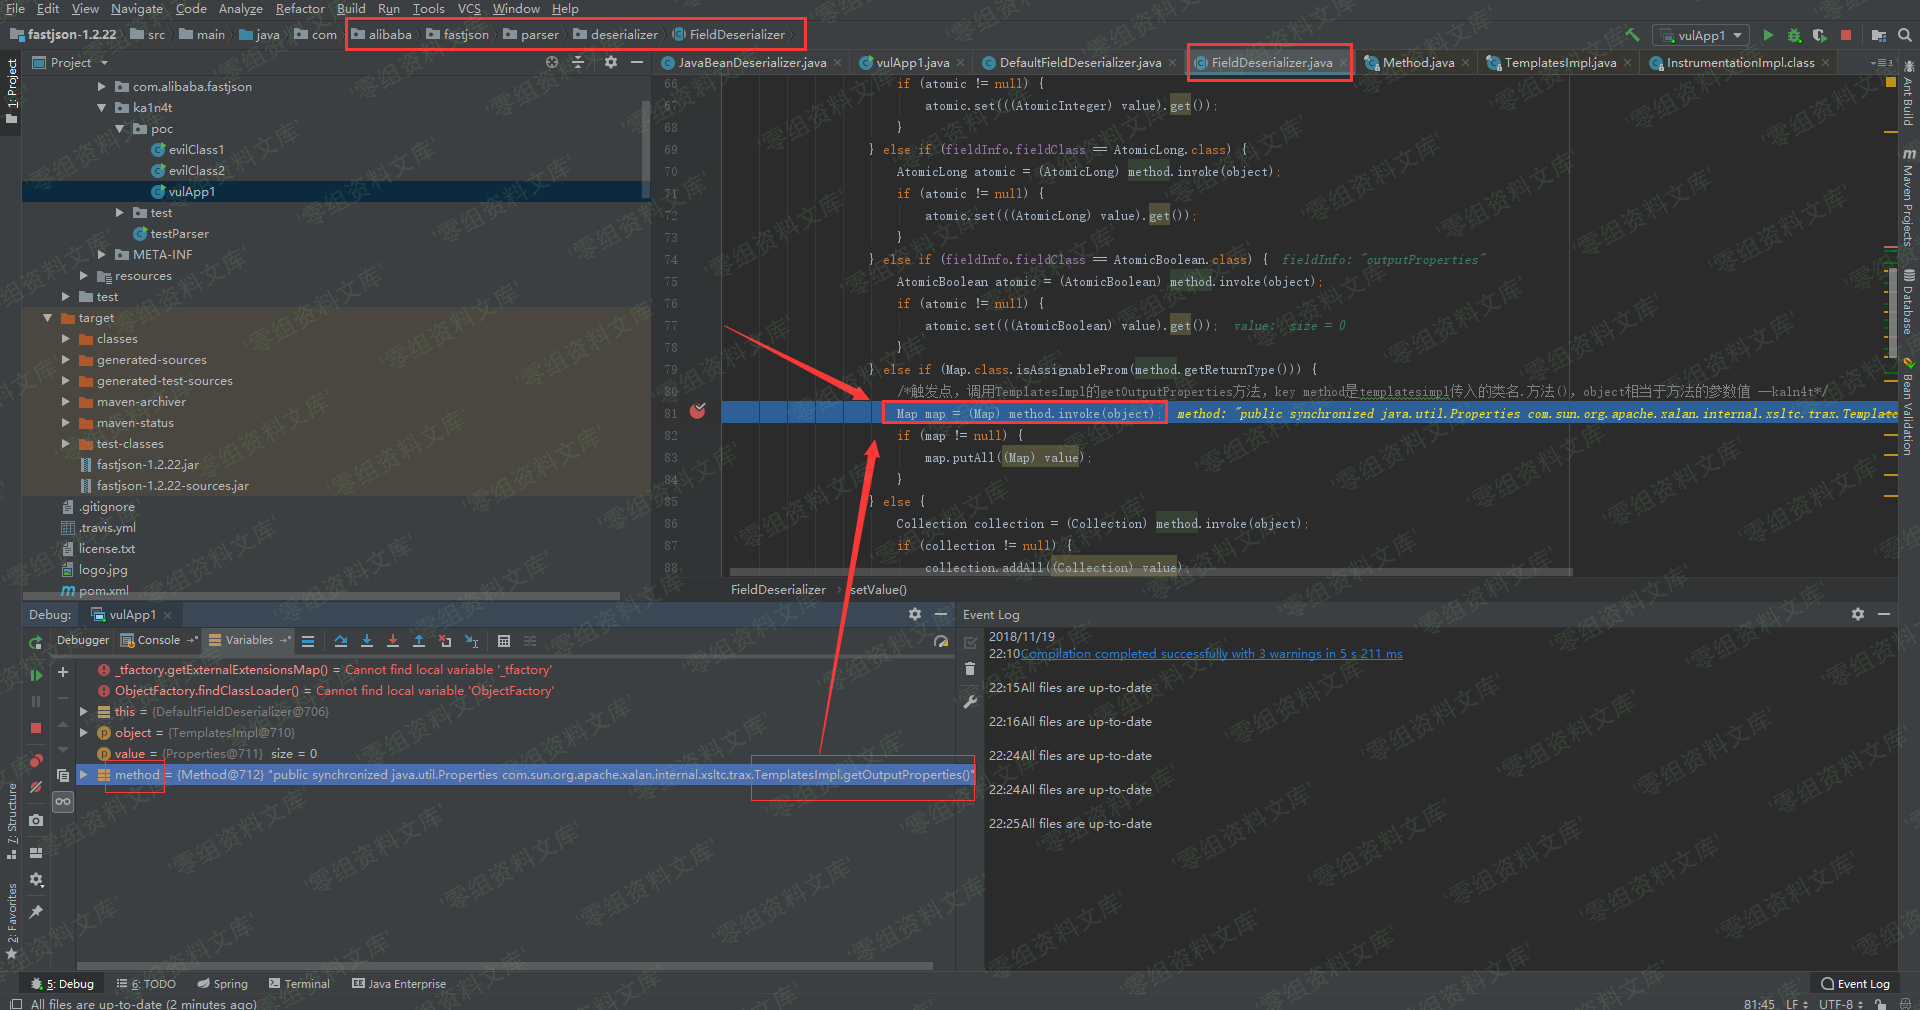 File Edit View Navigate Code Analyze Refactor Build Run Tools VCS Window Help
fastjson-1.2.22 src main java com alibaba fastjson parser deserializer FieldDeserializer
vulApp1
Project
JavaBeanDeserializer.java vulApp1.java DefaultFieldDeserializer.java FieldDeserializer.java Method.java TemplatesImpl.java InstrumentationImpl.class
1: Project
com.alibaba.fastjson
ka1n4t
poc
evilClass1
evilClass2
vulApp1
test
testParser
META-INF
resources
test
target
classes
generated-sources
generated-test-sources
maven-archiver
maven-status
test-classes
fastjson-1.2.22.jar
fastjson-1.2.22-sources.jar
.gitignore
.travis.yml
license.txt
logo.jpg
pom.xml
66 if (atomic != null) {
67 atomic.set(((AtomicInteger) value).get());
68 }
69 } else if (fieldInfo.fieldClass == AtomicLong.class) {
70 AtomicLong atomic = (AtomicLong) method.invoke(object);
71 if (atomic != null) {
72 atomic.set(((AtomicLong) value).get());
73 }
74 } else if (fieldInfo.fieldClass == AtomicBoolean.class) { fieldInfo: "outputProperties"
75 AtomicBoolean atomic = (AtomicBoolean) method.invoke(object);
76 if (atomic != null) {
77 atomic.set(((AtomicBoolean) value).get()); value: size = 0
78 }
79 } else if (Map.class.isAssignableFrom(method.getReturnType())) {
80 /*触发点，调用TemplatesImpl的getOutputProperties方法，key method是templatesimpl传入的类名.方法()，object相当于方法的参数值 —ka1n4t*/
81 Map map = (Map) method.invoke(object); method: "public synchronized java.util.Properties com.sun.org.apache.xalan.internal.xsltc.trax.Template
82 if (map != null) {
83 map.putAll((Map) value);
84 }
85 } else {
86 Collection collection = (Collection) method.invoke(object);
87 if (collection != null) {
88 collection.addAll((Collection) value);
FieldDeserializer setValue()
Ant Build
Maven Projects
Database
Bean Validation
Debug: vulApp1
Debugger Console Variables
_tfactory.getExternalExtensionsMap() = Cannot find local variable '_tfactory'
ObjectFactory.findClassLoader() = Cannot find local variable 'ObjectFactory'
this = {DefaultFieldDeserializer@706}
object = {TemplatesImpl@710}
value = {Properties@711} size = 0
method = {Method@712} "public synchronized java.util.Properties com.sun.org.apache.xalan.internal.xsltc.trax.TemplatesImpl.getOutputProperties()"
Event Log
2018/11/19
22:10 Compilation completed successfully with 3 warnings in 5 s 211 ms
22:15 All files are up-to-date
22:16 All files are up-to-date
22:24 All files are up-to-date
22:24 All files are up-to-date
22:25 All files are up-to-date
7: Structure
2: Favorites
5: Debug 6: TODO Spring Terminal Java Enterprise Event Log
All files are up-to-date (2 minutes ago) 81:45 LF UTF-8
'零组资料文库'